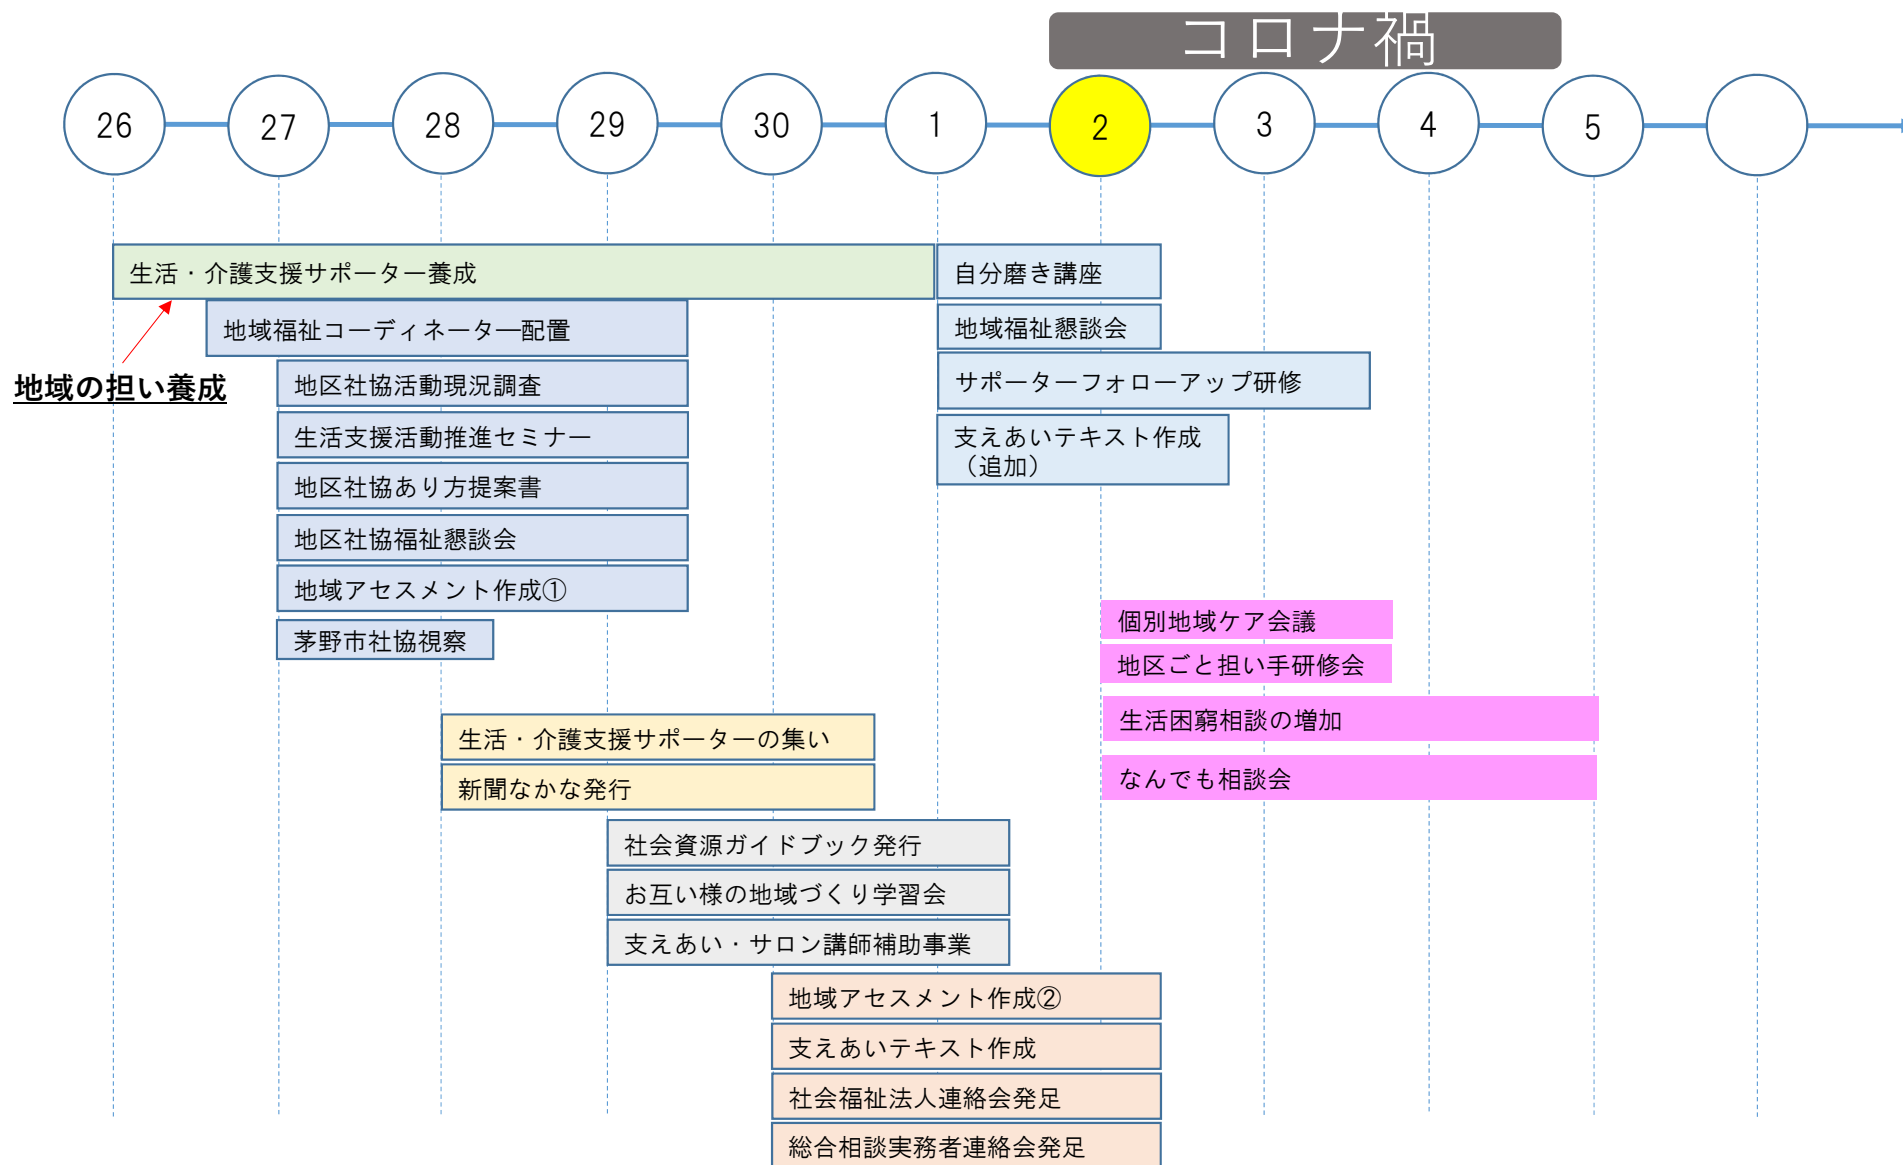 コロナ禍
26
27
28
29
30
1
2
3
4
5
生活・介護支援サポーター養成
自分磨き講座
地域福祉コーディネーター配置
地域福祉懇談会
地域の担い養成
地区社協活動現況調査
サポーターフォローアップ研修
生活支援活動推進セミナー
支えあいテキスト作成
（追加）
地区社協あり方提案書
地区社協福祉懇談会
地域アセスメント作成①
茅野市社協視察
個別地域ケア会議
地区ごと担い手研修会
生活困窮相談の増加
なんでも相談会
生活・介護支援サポーターの集い
新聞なかな発行
社会資源ガイドブック発行
お互い様の地域づくり学習会
支えあい・サロン講師補助事業
地域アセスメント作成②
支えあいテキスト作成
社会福祉法人連絡会発足
総合相談実務者連絡会発足